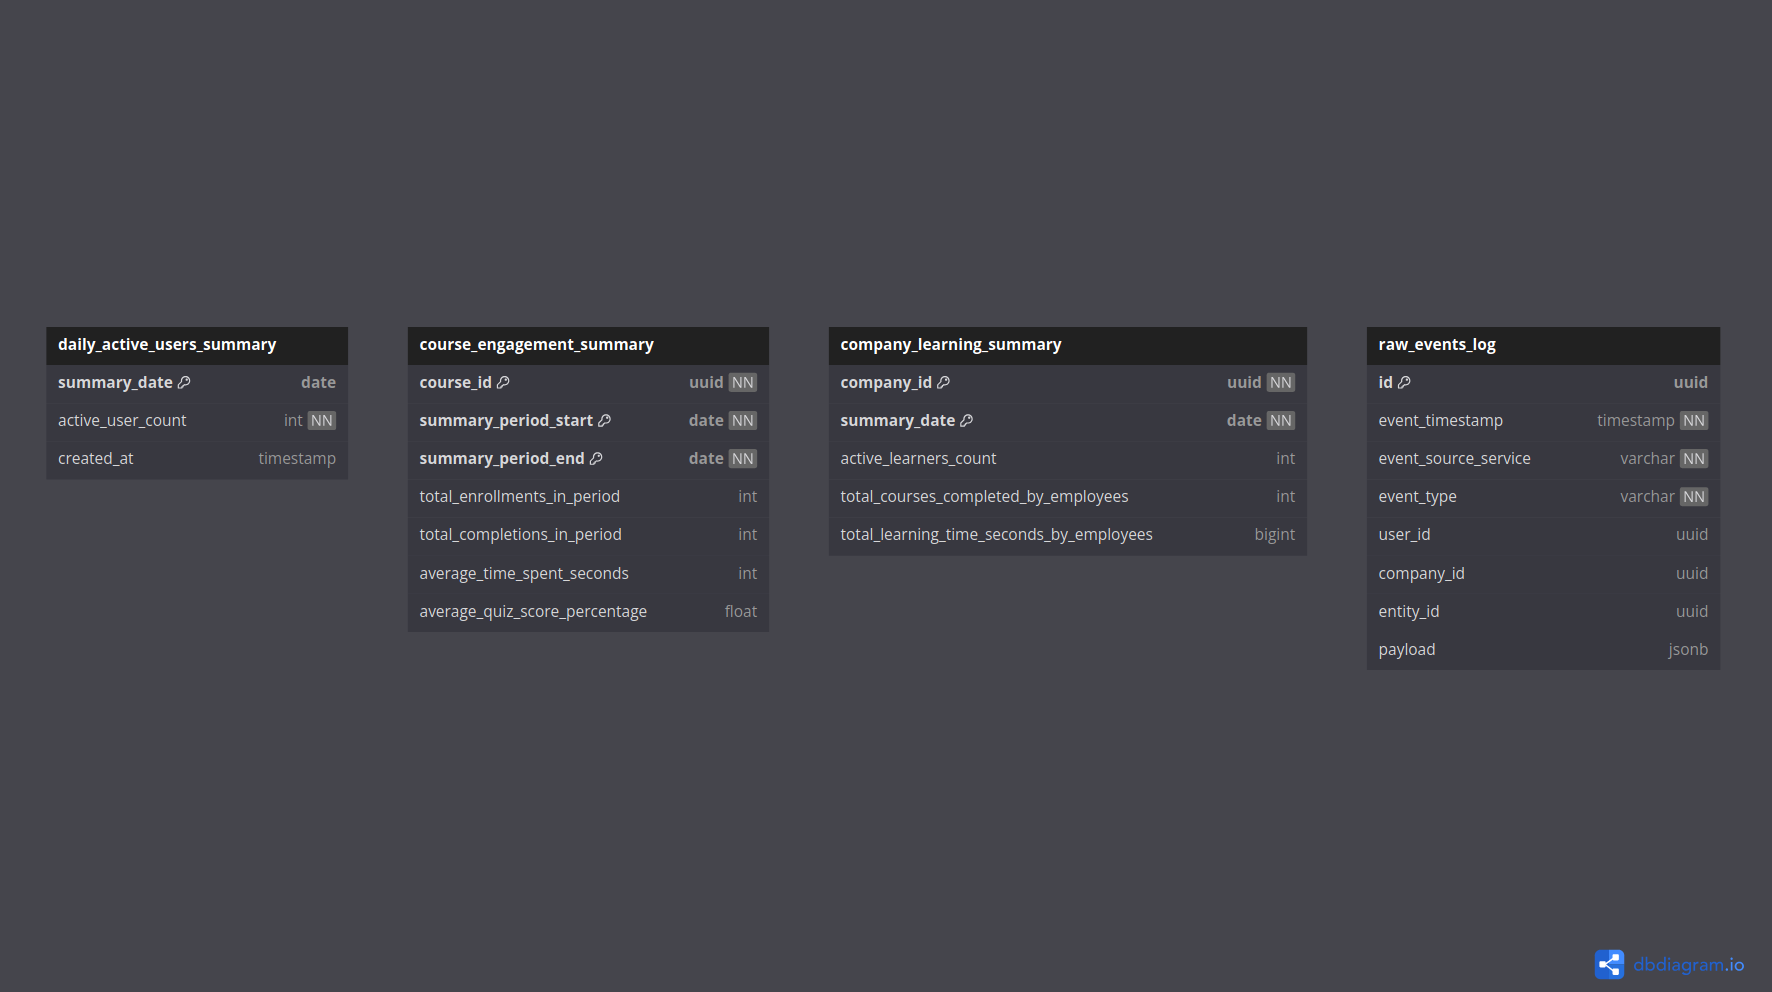 daily_active_users_summary
summary_date date
active_user_count int NN
created_at timestamp
course_engagement_summary
course_id uuid NN
summary_period_start date NN
summary_period_end date NN
total_enrollments_in_period int
total_completions_in_period int
average_time_spent_seconds int
average_quiz_score_percentage float
company_learning_summary
company_id uuid NN
summary_date date NN
active_learners_count int
total_courses_completed_by_employees int
total_learning_time_seconds_by_employees bigint
raw_events_log
id uuid
event_timestamp timestamp NN
event_source_service varchar NN
event_type varchar NN
user_id uuid
company_id uuid
entity_id uuid
payload jsonb
dbdiagram.io